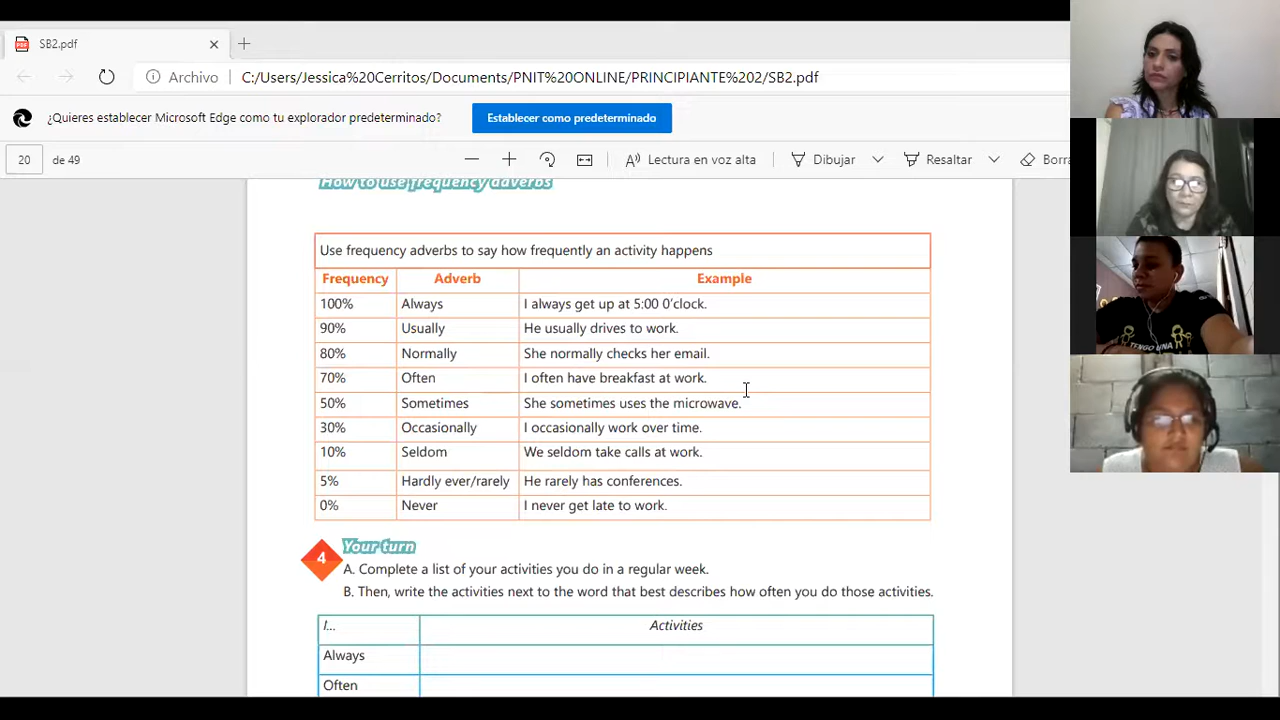 SB2.pdf
Archivo C:/Users/Jessica%20Cerritos/Documents/PNIT%20ONLINE/PRINCIPIANTE%202/SB2.pdf
¿Quieres establecer Microsoft Edge como tu explorador predeterminado? Establecer como predeterminado
20 de 49 Lectura en voz alta Dibujar Resaltar Borra
How to use frequency adverbs
Use frequency adverbs to say how frequently an activity happens
Frequency Adverb Example
100% Always I always get up at 5:00 0'clock.
90% Usually He usually drives to work.
80% Normally She normally checks her email.
70% Often I often have breakfast at work.
50% Sometimes She sometimes uses the microwave.
30% Occasionally I occasionally work over time.
10% Seldom We seldom take calls at work.
5% Hardly ever/rarely He rarely has conferences.
0% Never I never get late to work.
4 Your turn
A. Complete a list of your activities you do in a regular week.
B. Then, write the activities next to the word that best describes how often you do those activities.
I... Activities
Always
Often
TENGO UNA